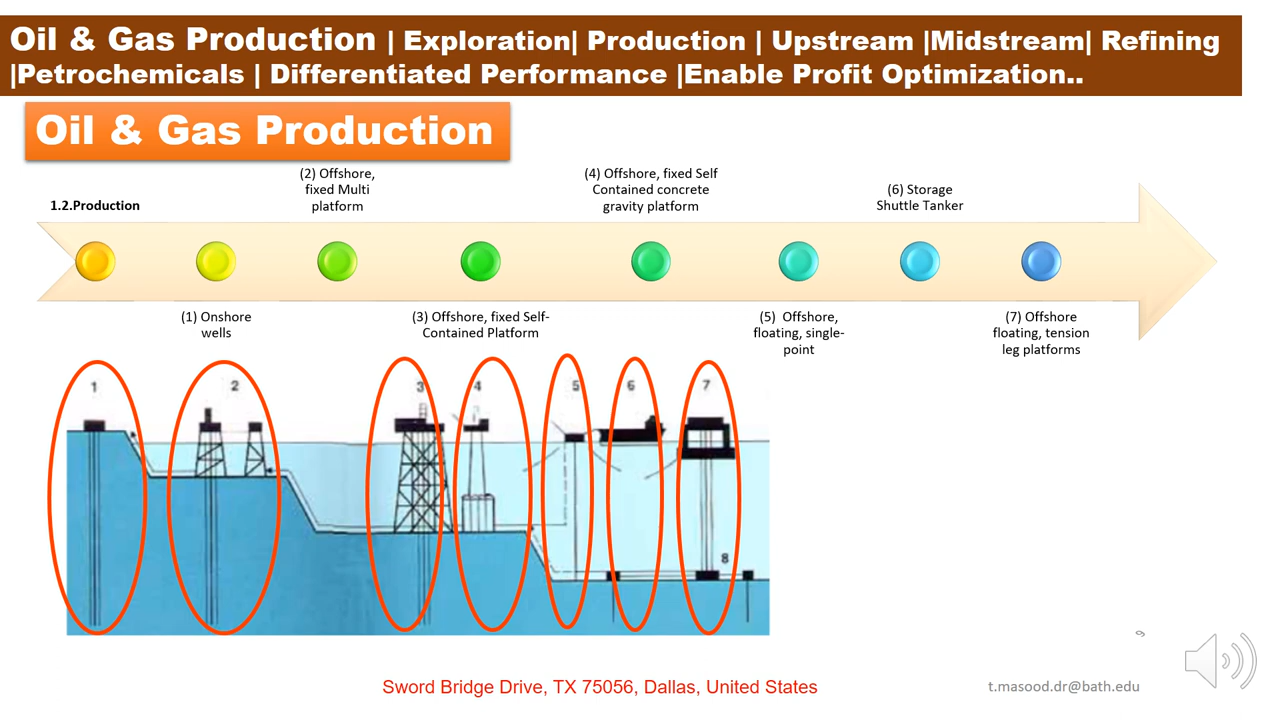 Oil & Gas Production | Exploration| Production | Upstream |Midstream| Refining
|Petrochemicals | Differentiated Performance |Enable Profit Optimization..
Oil & Gas Production
1.2.Production
(2) Offshore,
fixed Multi
platform
(4) Offshore, fixed Self
Contained concrete
gravity platform
(6) Storage
Shuttle Tanker
(1) Onshore
wells
(3) Offshore, fixed Self-
Contained Platform
(5) Offshore,
floating, single-
point
(7) Offshore
floating, tension
leg platforms
1
2
3
4
5
6
7
8
9
Sword Bridge Drive, TX 75056, Dallas, United States
t.masood.dr@bath.edu